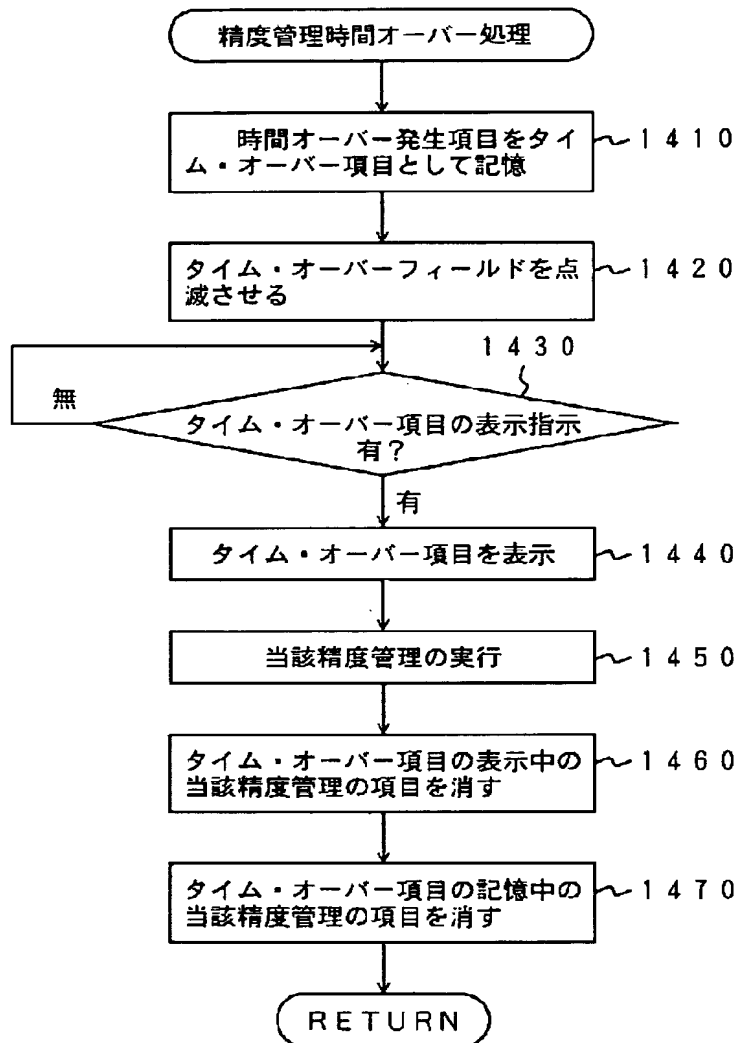 精度管理時間オーバー処理
時間オーバー発生項目をタイ
ム・オーバー項目として記憶
1410
タイム・オーバーフィールドを点
滅させる
1420
1430
無
タイム・オーバー項目の表示指示
有？
有
タイム・オーバー項目を表示
1440
当該精度管理の実行
1450
タイム・オーバー項目の表示中の
当該精度管理の項目を消す
1460
タイム・オーバー項目の記憶中の
当該精度管理の項目を消す
1470
RETURN